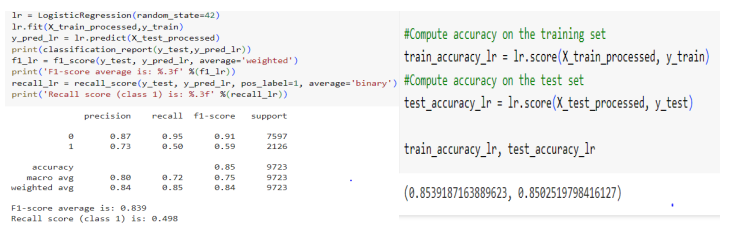 lr = LogisticRegression(random_state=42)
lr.fit(X_train_processed,y_train)
y_pred_lr = lr.predict(X_test_processed)
print(classification_report(y_test,y_pred_lr))
f1_lr = f1_score(y_test, y_pred_lr, average='weighted')
print('F1-score average is: %.3f' %(f1_lr))
recall_lr = recall_score(y_test, y_pred_lr, pos_label=1, average='binary')
print('Recall score (class 1) is: %.3f' %(recall_lr))
precision recall f1-score support
0 0.87 0.95 0.91 7597
1 0.73 0.50 0.59 2126
accuracy 0.85 9723
macro avg 0.80 0.72 0.75 9723
weighted avg 0.84 0.85 0.84 9723
F1-score average is: 0.839
Recall score (class 1) is: 0.498
#Compute accuracy on the training set
train_accuracy_lr = lr.score(X_train_processed, y_train)
#Compute accuracy on the test set
test_accuracy_lr = lr.score(X_test_processed, y_test)
train_accuracy_lr, test_accuracy_lr
(0.8539187163889623, 0.8502519798416127)